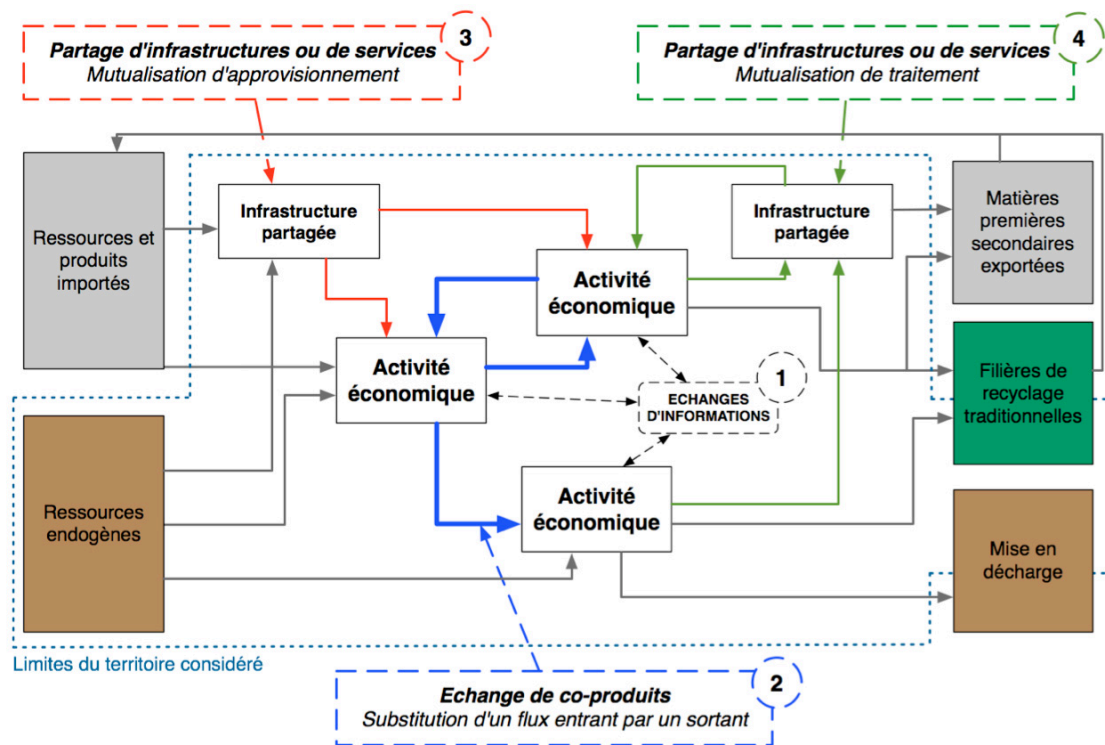 Partage d'infrastructures ou de services
Mutualisation d'approvisionnement
3
Partage d'infrastructures ou de services
Mutualisation de traitement
4
Ressources et
produits
importés
Infrastructure
partagée
Infrastructure
partagée
Matières
premières
secondaires
exportées
Activité
économique
Activité
économique
ECHANGES
D'INFORMATIONS
1
Filières de
recyclage
traditionnelles
Ressources
endogènes
Activité
économique
Mise en
décharge
Limites du territoire considéré
Echange de co-produits
Substitution d'un flux entrant par un sortant
2